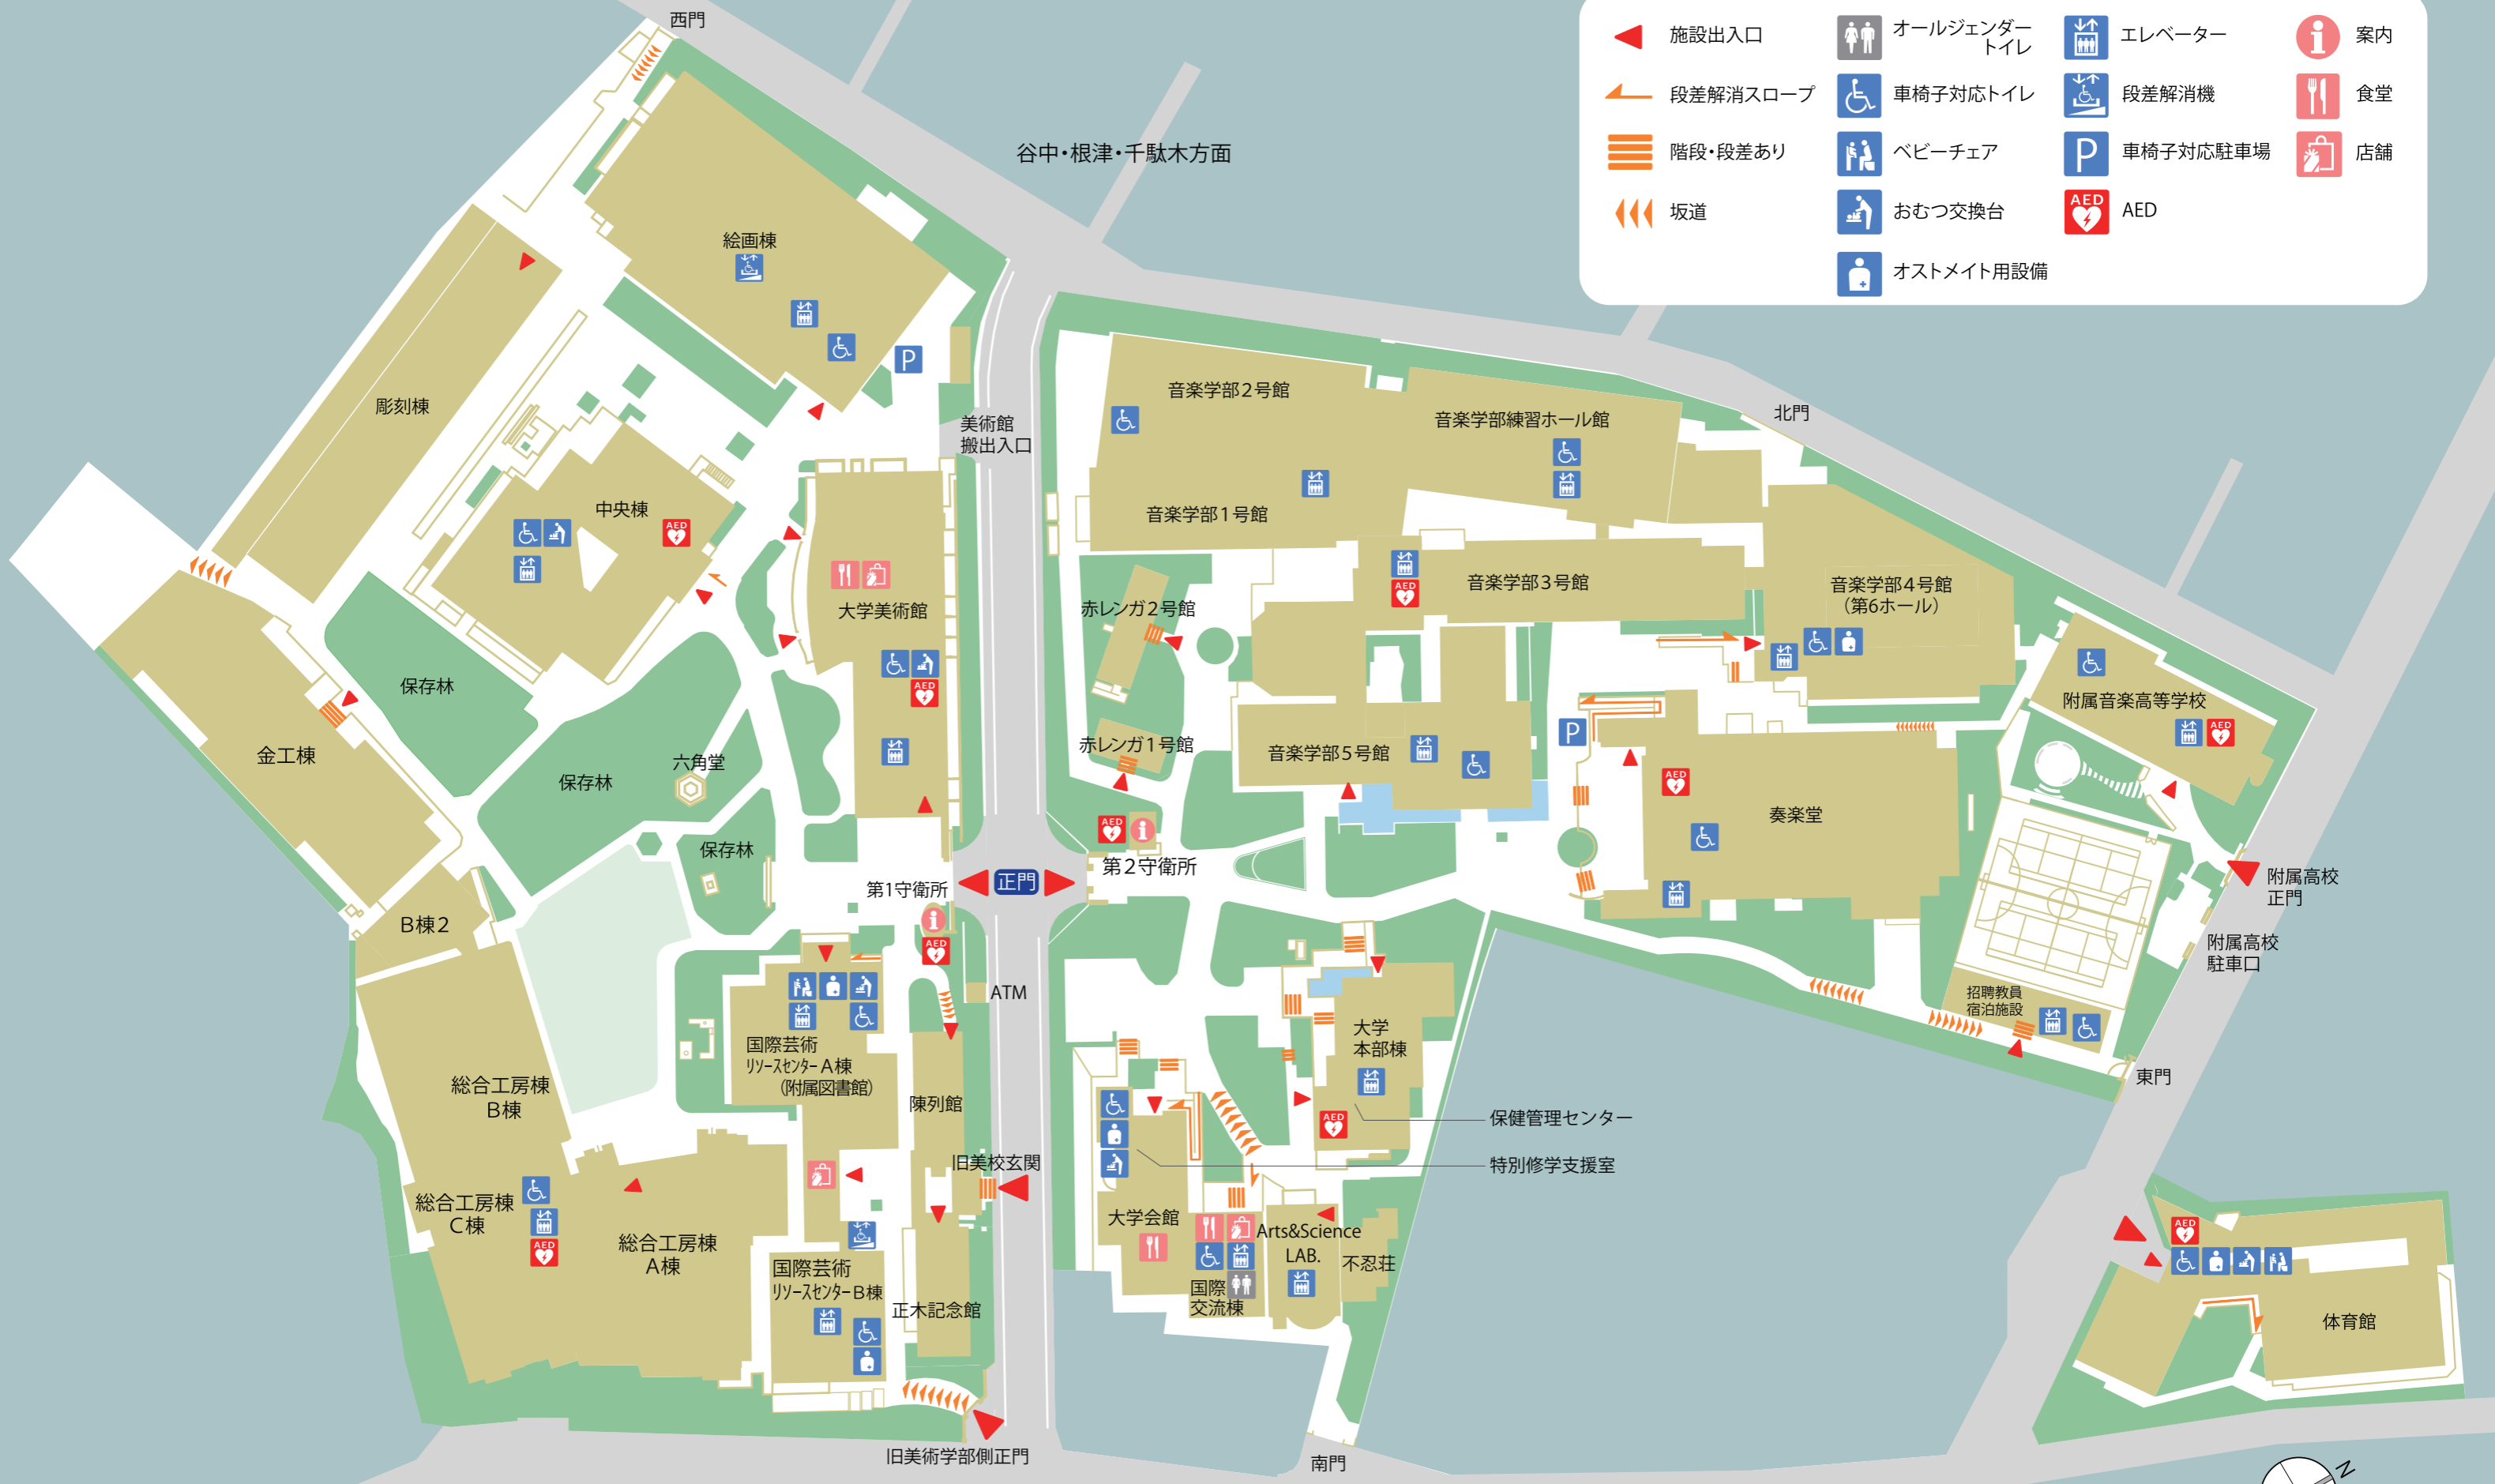 西門
谷中・根津・千駄木方面
施設出入口
段差解消スロープ
階段・段差あり
坂道
オールジェンダー
トイレ
車椅子対応トイレ
ベビーチェア
おむつ交換台
オストメイト用設備
エレベーター
段差解消機
P
車椅子対応駐車場
AED
AED
i
案内
食堂
店舗
絵画棟
P
彫刻棟
中央棟
AED
美術館
搬出入口
大学美術館
AED
音楽学部2号館
音楽学部練習ホール館
北門
音楽学部1号館
音楽学部3号館
AED
音楽学部4号館
(第6ホール)
赤レンガ2号館
赤レンガ1号館
音楽学部5号館
P
附属音楽高等学校
AED
保存林
金工棟
保存林
六角堂
保存林
AED
i
第2守衛所
正門
第1守衛所
i
AED
ATM
AED
奏楽堂
附属高校
正門
附属高校
駐車口
招聘教員
宿泊施設
東門
B棟2
総合工房棟
B棟
国際芸術
リソースセンターA棟
(附属図書館)
陳列館
大学
本部棟
AED
保健管理センター
特別修学支援室
旧美校玄関
総合工房棟
C棟
AED
総合工房棟
A棟
国際芸術
リソースセンターB棟
正木記念館
大学会館
国際
交流棟
Arts&Science
LAB.
不忍荘
AED
体育館
旧美術学部側正門
南門
N